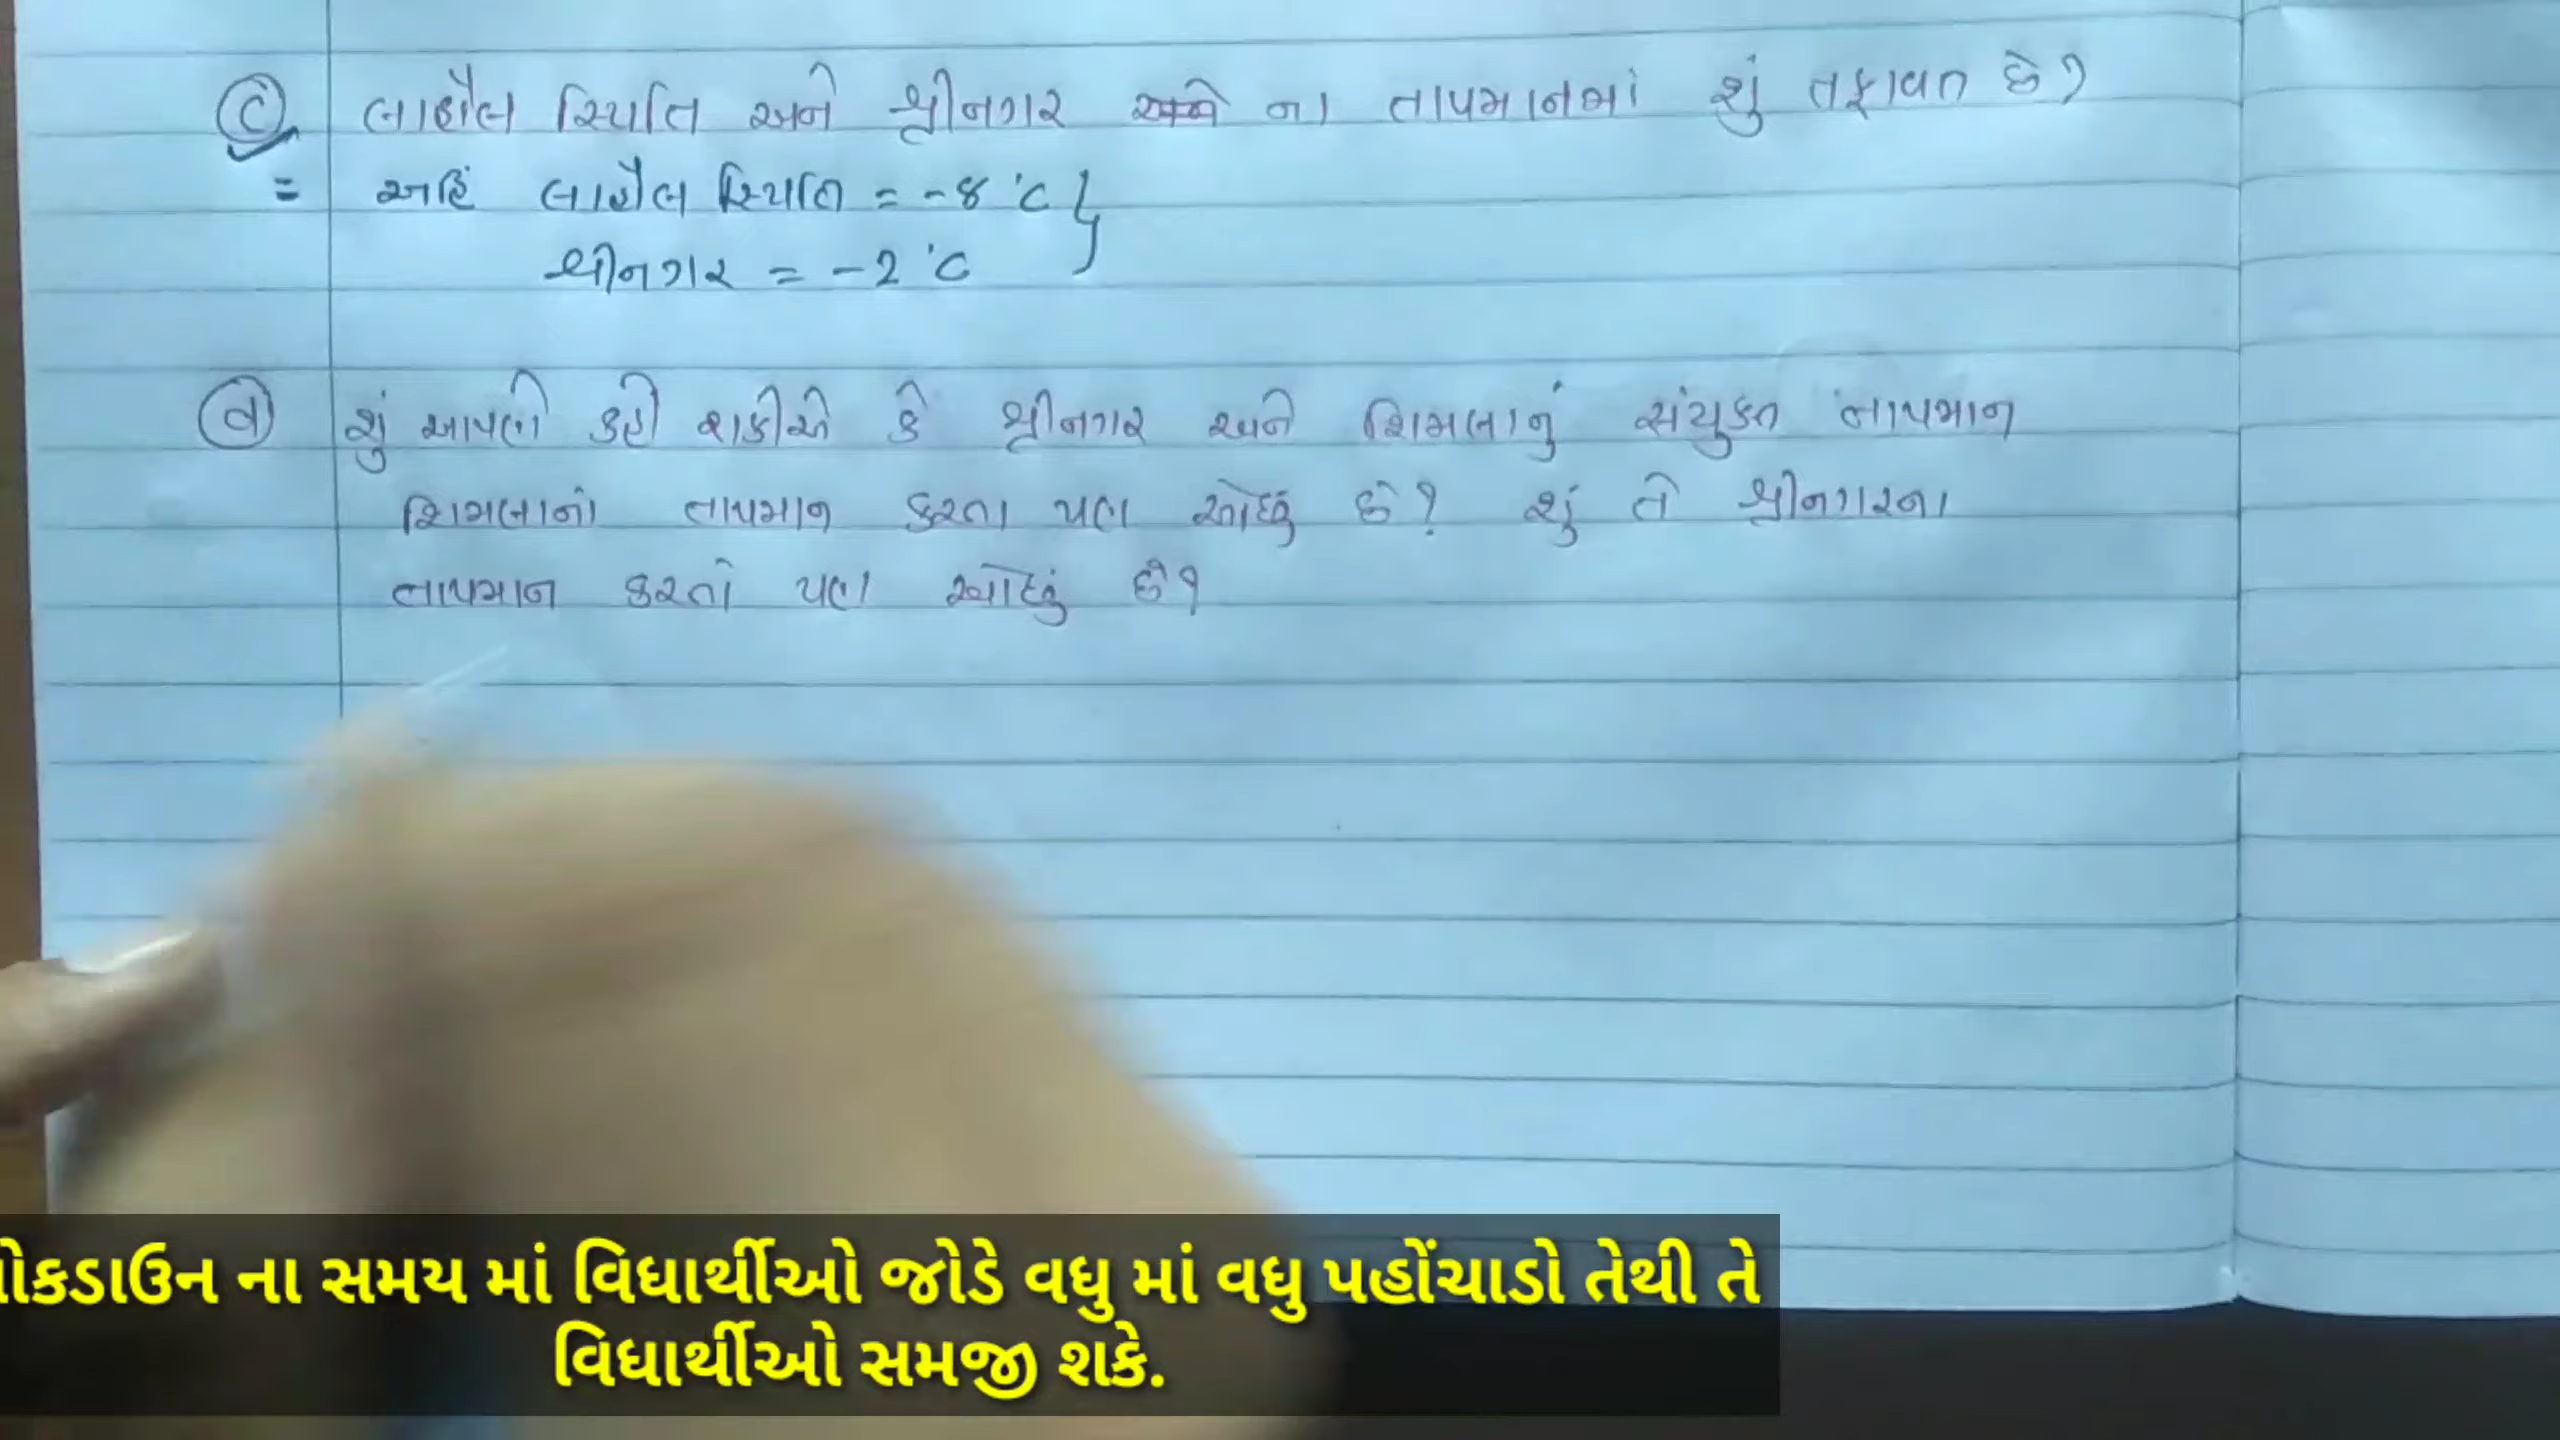 C લાહૌલ સ્થિતિ અને શ્રીનગર ના તાપમાનમાં શું તફાવત છે?
= અહિં લાહૌલ સ્થિતિ = -8 °C }
શ્રીનગર = -2 °C
શું આપણે કહી શકીએ કે શ્રીનગર અને શિમલાનું સંયુક્ત તાપમાન
શિમલાનાં તાપમાન કરતા પણ ઓછું છે? શું તે શ્રીનગરના
તાપમાન કરતાં પણ ઓછું છે?
ોકડાઉન ના સમય માં વિધાર્થીઓ જોડે વધુ માં વધુ પહોંચાડો તેથી તે
વિધાર્થીઓ સમજી શકે.